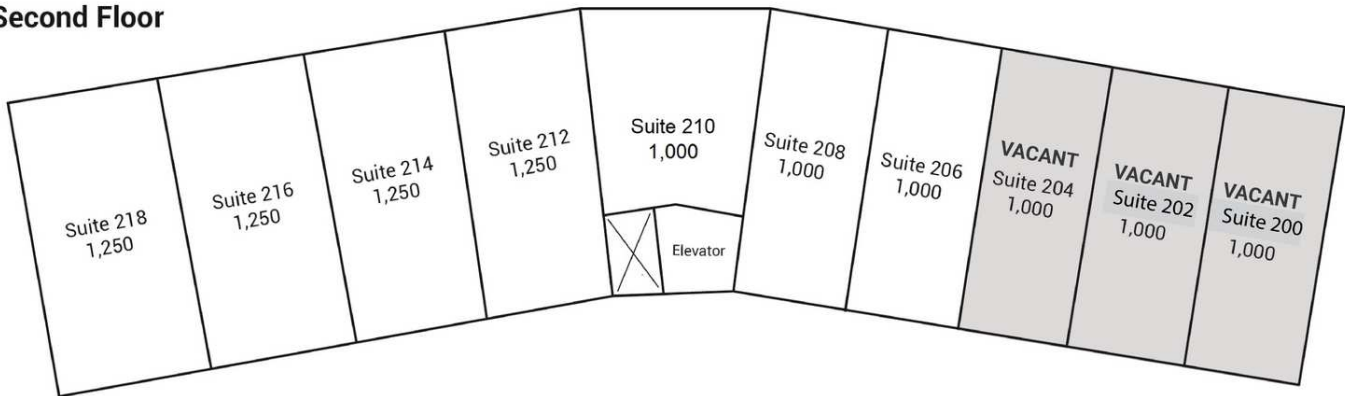 Second Floor
Suite 218
1,250
Suite 216
1,250
Suite 214
1,250
Suite 212
1,250
Suite 210
1,000
Elevator
Suite 208
1,000
Suite 206
1,000
VACANT
Suite 204
1,000
VACANT
Suite 202
1,000
VACANT
Suite 200
1,000